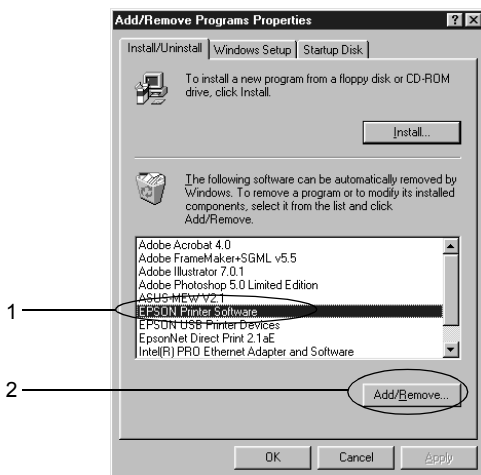 Add/Remove Programs Properties
Install/Uninstall Windows Setup Startup Disk
To install a new program from a floppy disk or CD-ROM
drive, click Install.
Install...
The following software can be automatically removed by
Windows. To remove a program or to modify its installed
components, select it from the list and click
Add/Remove.
Adobe Acrobat 4.0
Adobe FrameMaker+SGML v5.5
Adobe Illustrator 7.0.1
Adobe Photoshop 5.0 Limited Edition
ASUS-MEW V2.1
1
EPSON Printer Software
EPSON USB Printer Devices
EpsonNet Direct Print 2.1aE
Intel(R) PRO Ethernet Adapter and Software
2
Add/Remove...
OK Cancel Apply